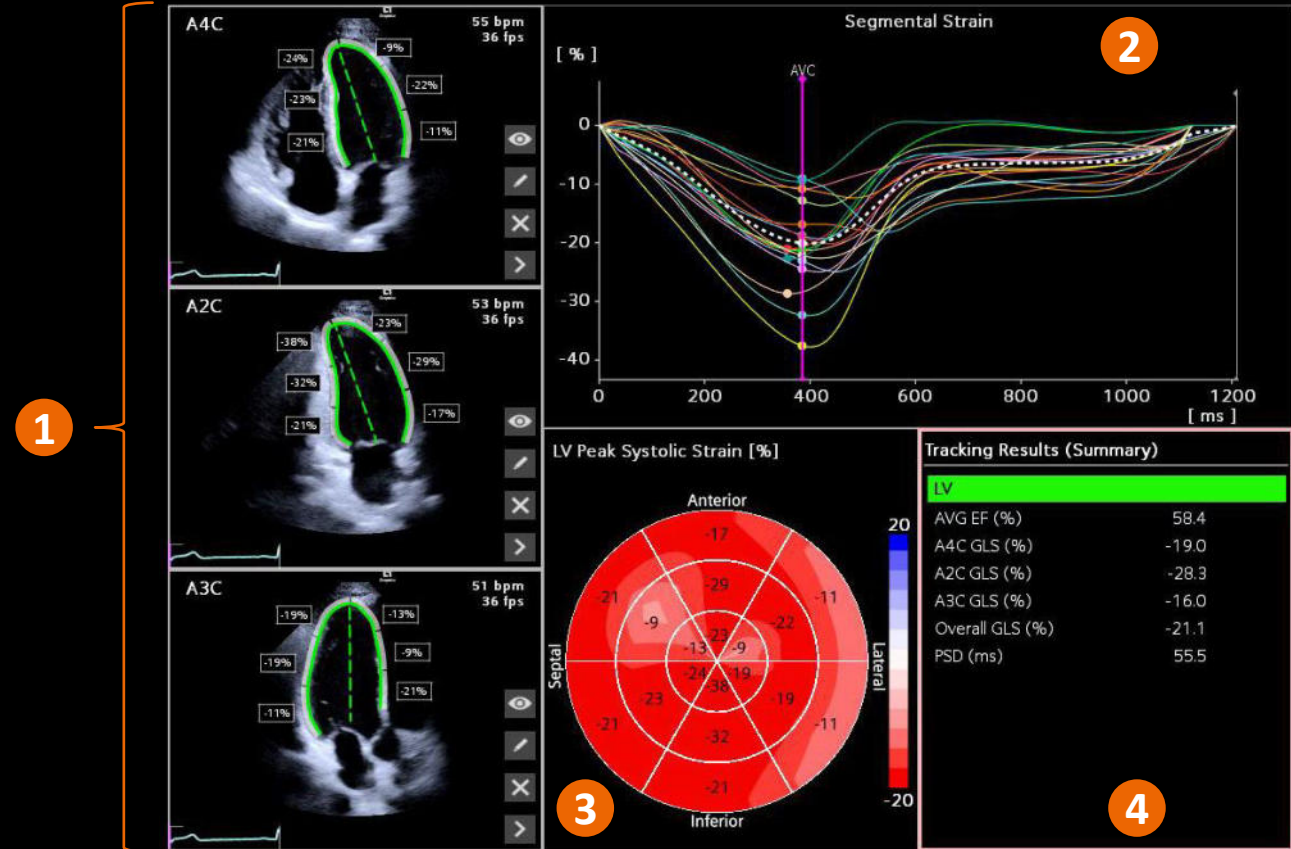 1
A4C
55 bpm
36 fps
-24%
-9%
-23%
-22%
-21%
-11%
A2C
53 bpm
36 fps
-38%
-23%
-32%
-29%
-21%
-17%
A3C
51 bpm
36 fps
-19%
-13%
-19%
-9%
-11%
-21%
Segmental Strain
2
[ % ]
AVC
0
-10
-20
-30
-40
0 200 400 600 800 1000 1200
[ ms ]
LV Peak Systolic Strain [%]
Anterior
Septal
Lateral
Inferior
-17
-21
-11
-29
-9
-22
-23
-13
-9
-24
-19
-38
-23
-19
-32
-21
-11
-21
20
-20
3
Tracking Results (Summary)
LV
AVG EF (%) 58.4
A4C GLS (%) -19.0
A2C GLS (%) -28.3
A3C GLS (%) -16.0
Overall GLS (%) -21.1
PSD (ms) 55.5
4